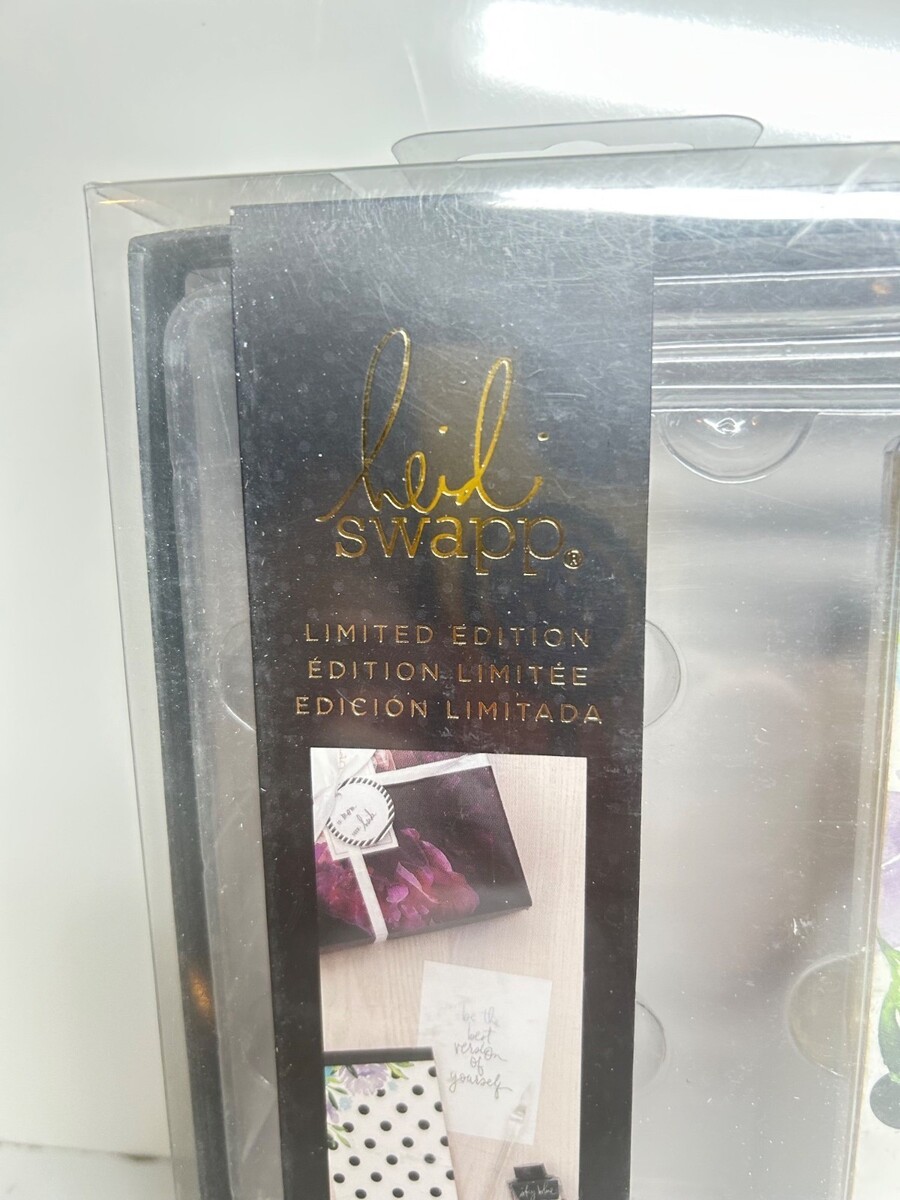 heidi
swapp®
LIMITED EDITION
ÉDITION LIMITÉE
EDICIÓN LIMITADA
be the
best
version
of
yourself